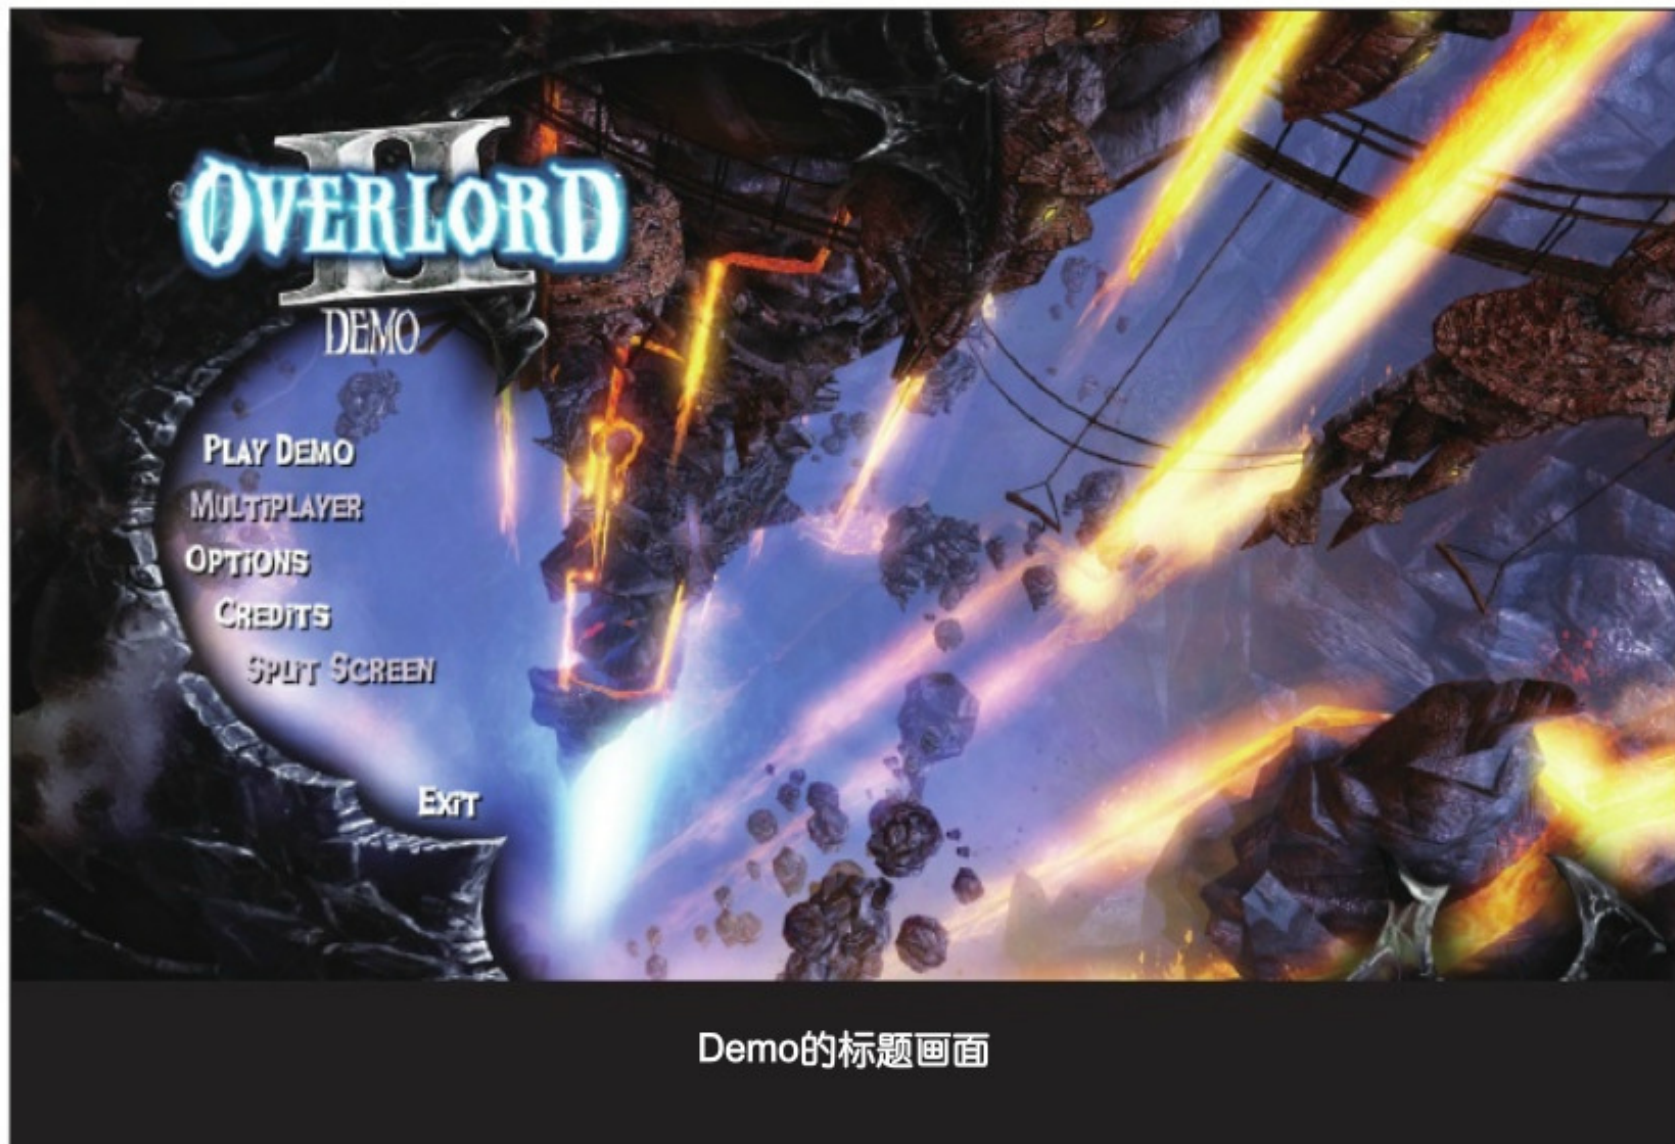 II
OVERLORD
DEMO
PLAY DEMO
MULTIPLAYER
OPTIONS
CREDITS
SPLIT SCREEN
EXIT
Demo的标题画面